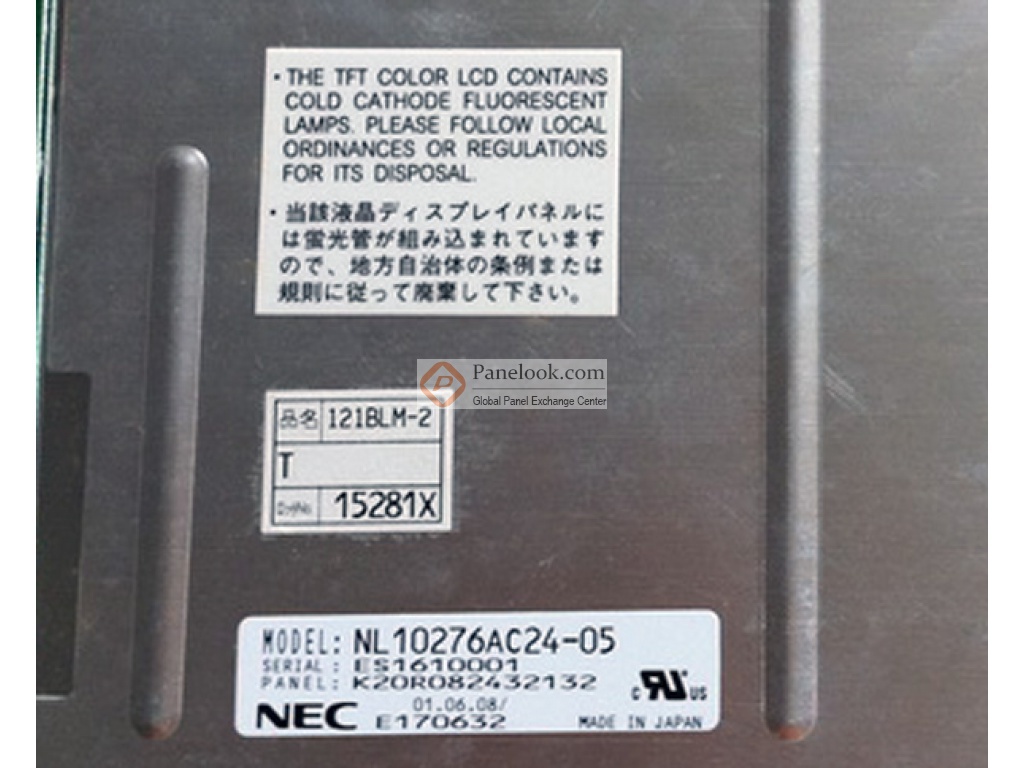 ・THE TFT COLOR LCD CONTAINS
COLD CATHODE FLUORESCENT
LAMPS. PLEASE FOLLOW LOCAL
ORDINANCES OR REGULATIONS
FOR ITS DISPOSAL.
・当該液晶ディスプレイパネルに
は蛍光管が組み込まれています
ので、地方自治体の条例または
規則に従って廃棄して下さい。
Panelook.com
Global Panel Exchange Center
品名 121BLM-2
T
15281X
MODEL: NL10276AC24-05
SERIAL: ES1610001
PANEL: K20R082432132
01.06.08/
NEC E170632
c RU US
MADE IN JAPAN